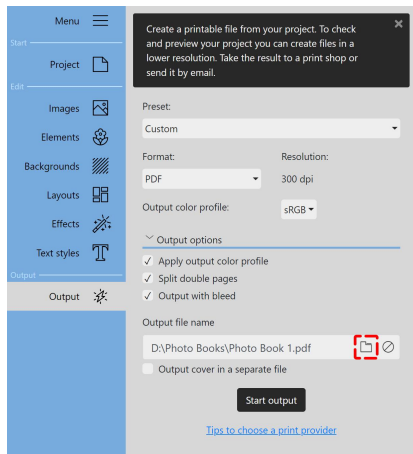 Menu
Start
Project
Edit
Images
Elements
Backgrounds
Layouts
Effects
Text styles
Output
Output
Create a printable file from your project. To check
and preview your project you can create files in a
lower resolution. Take the result to a print shop or
send it by email.
Preset:
Custom
Format:
Resolution:
PDF
300 dpi
Output color profile:
sRGB
Output options
Apply output color profile
Split double pages
Output with bleed
Output file name
D:\Photo Books\Photo Book 1.pdf
Output cover in a separate file
Start output
Tips to choose a print provider